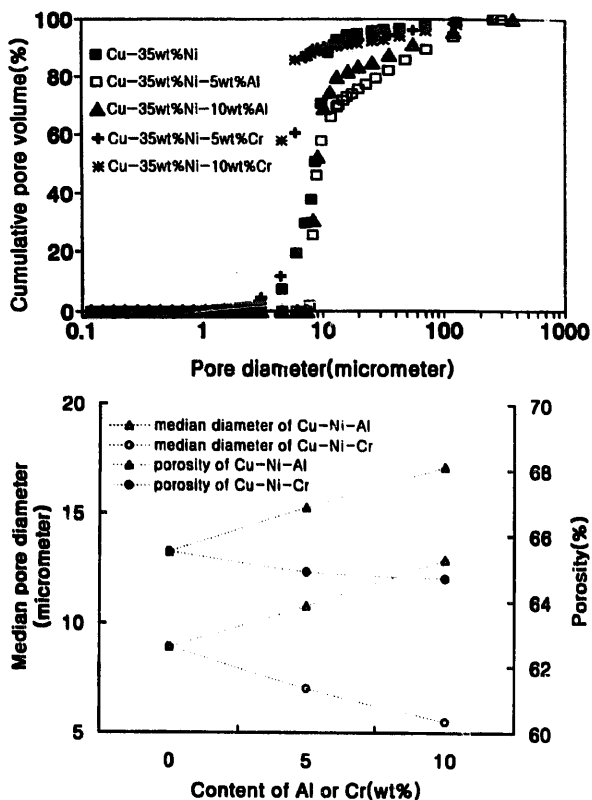 100
80
60
40
20
0
Cumulative pore volume(%)
Cu-35wt%Ni
Cu-35wt%Ni-5wt%Al
Cu-35wt%Ni-10wt%Al
Cu-35wt%Ni-5wt%Cr
Cu-35wt%Ni-10wt%Cr
0.1 1 10 100 1000
Pore diameter(micrometer)
20
15
10
5
Median pore diameter
(micrometer)
median diameter of Cu-Ni-Al
median diameter of Cu-Ni-Cr
porosity of Cu-Ni-Al
porosity of Cu-Ni-Cr
70
68
66
64
62
60
Porosity(%)
0 5 10
Content of Al or Cr(wt%)